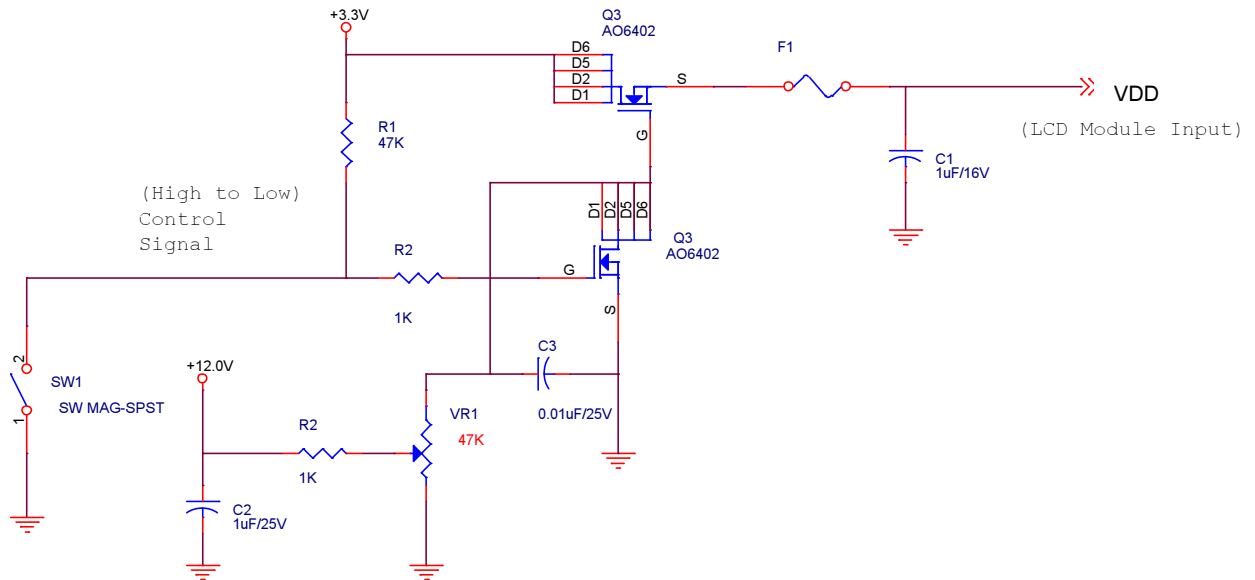 +3.3V
Q3
AO6402
D6
D5
D2
D1
S
G
F1
VDD
(LCD Module Input)
R1
47K
C1
1uF/16V
(High to Low)
Control
Signal
D1
D2
D5
D6
Q3
AO6402
R2
1K
G
S
2
1
SW1
SW MAG-SPST
+12.0V
C3
0.01uF/25V
VR1
47K
R2
1K
C2
1uF/25V